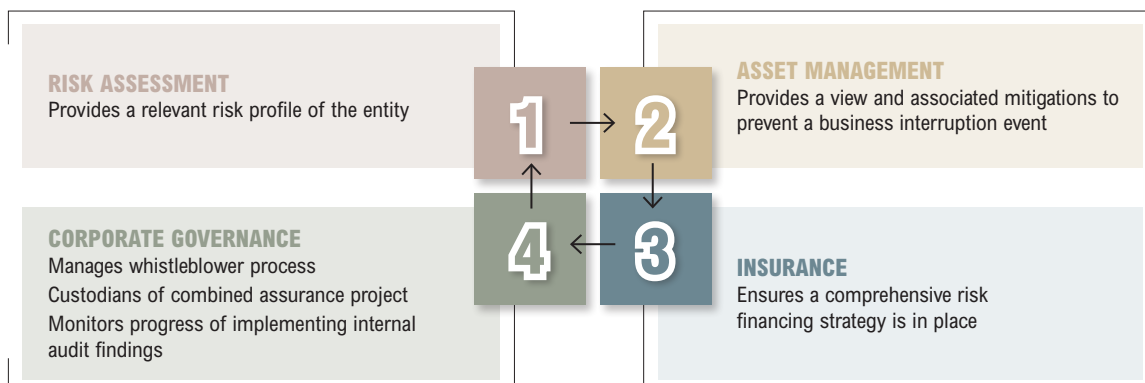 RISK ASSESSMENT
Provides a relevant risk profile of the entity
1
2
ASSET MANAGEMENT
Provides a view and associated mitigations to
prevent a business interruption event
CORPORATE GOVERNANCE
Manages whistleblower process
Custodians of combined assurance project
Monitors progress of implementing internal
audit findings
4
3
INSURANCE
Ensures a comprehensive risk
financing strategy is in place